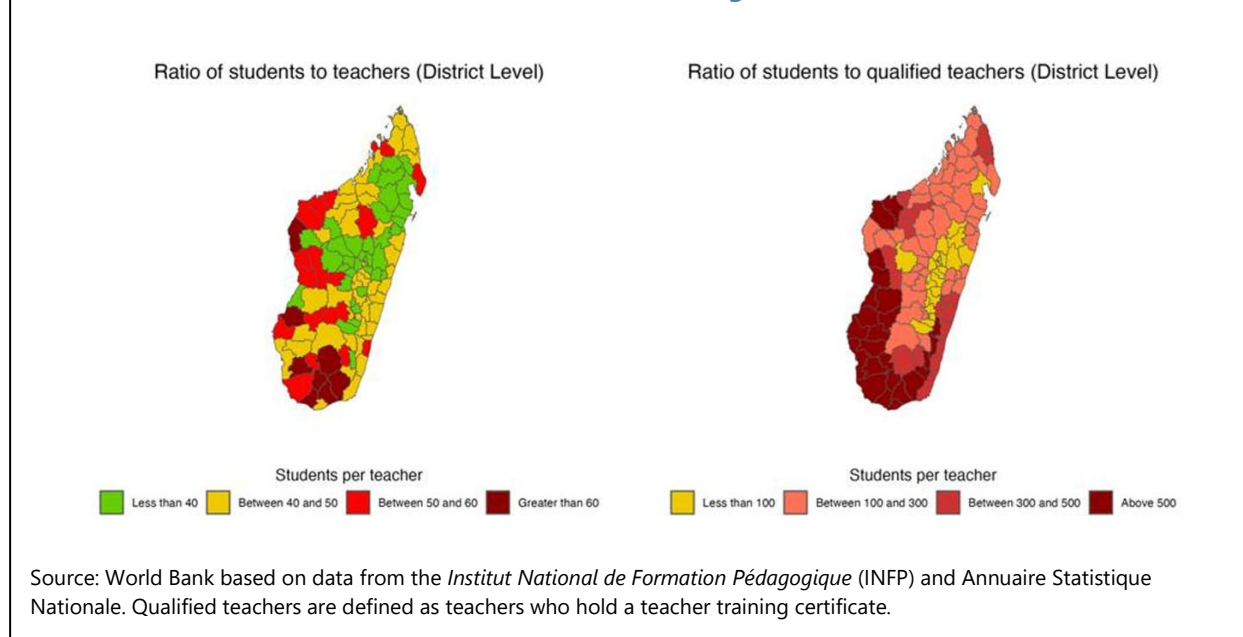 Ratio of students to teachers (District Level)
Ratio of students to qualified teachers (District Level)
Students per teacher
Less than 40 Between 40 and 50 Between 50 and 60 Greater than 60
Students per teacher
Less than 100 Between 100 and 300 Between 300 and 500 Above 500
Source: World Bank based on data from the Institut National de Formation Pédagogique (INFP) and Annuaire Statistique
Nationale. Qualified teachers are defined as teachers who hold a teacher training certificate.